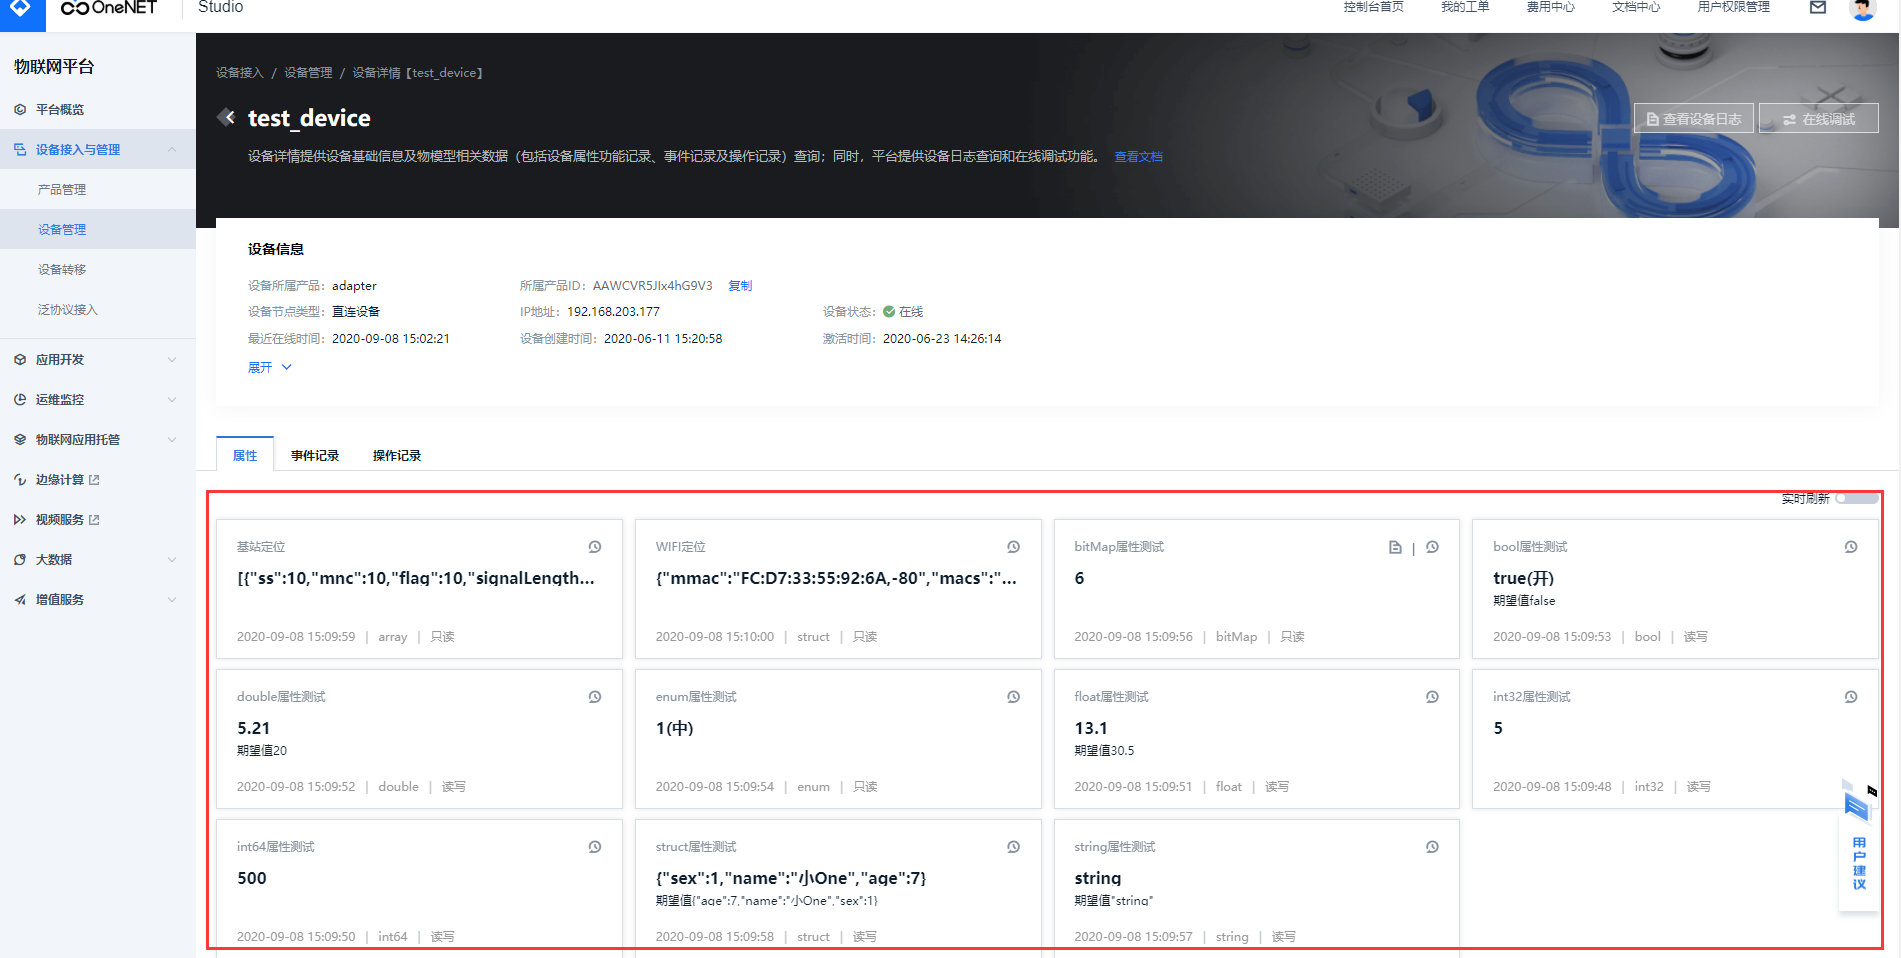 OneNET
Studio
控制台首页
我的工单
费用中心
文档中心
用户权限管理
物联网平台
平台概览
设备接入与管理
产品管理
设备管理
设备转移
泛协议接入
应用开发
运维监控
物联网应用托管
边缘计算
视频服务
大数据
增值服务
设备接入 / 设备管理 / 设备详情【test_device】
test_device
查看设备日志
在线调试
设备详情提供设备基础信息及物模型相关数据（包括设备属性功能记录、事件记录及操作记录）查询；同时，平台提供设备日志查询和在线调试功能。 查看文档
设备信息
设备所属产品： adapter
所属产品ID： AAWCVR5JIx4hG9V3 复制
设备节点类型： 直连设备
IP地址： 192.168.203.177
设备状态： 在线
最近在线时间： 2020-09-08 15:02:21
设备创建时间： 2020-06-11 15:20:58
激活时间： 2020-06-23 14:26:14
展开
属性
事件记录
操作记录
实时刷新
基站定位
[{"ss":10,"mnc":10,"flag":10,"signalLength...
2020-09-08 15:09:59 | array | 只读
WIFI定位
{"mmac":"FC:D7:33:55:92:6A,-80","macs":"...
2020-09-08 15:10:00 | struct | 只读
bitMap属性测试
|
6
2020-09-08 15:09:56 | bitMap | 只读
bool属性测试
true(开)
期望值false
2020-09-08 15:09:53 | bool | 读写
double属性测试
5.21
期望值20
2020-09-08 15:09:52 | double | 读写
enum属性测试
1(中)
2020-09-08 15:09:54 | enum | 只读
float属性测试
13.1
期望值30.5
2020-09-08 15:09:51 | float | 读写
int32属性测试
5
2020-09-08 15:09:48 | int32 | 读写
int64属性测试
500
2020-09-08 15:09:50 | int64 | 读写
struct属性测试
{"sex":1,"name":"小One","age":7}
期望值{"age":7,"name":"小One","sex":1}
2020-09-08 15:09:58 | struct | 读写
string属性测试
string
期望值"string"
2020-09-08 15:09:57 | string | 读写
用户建议